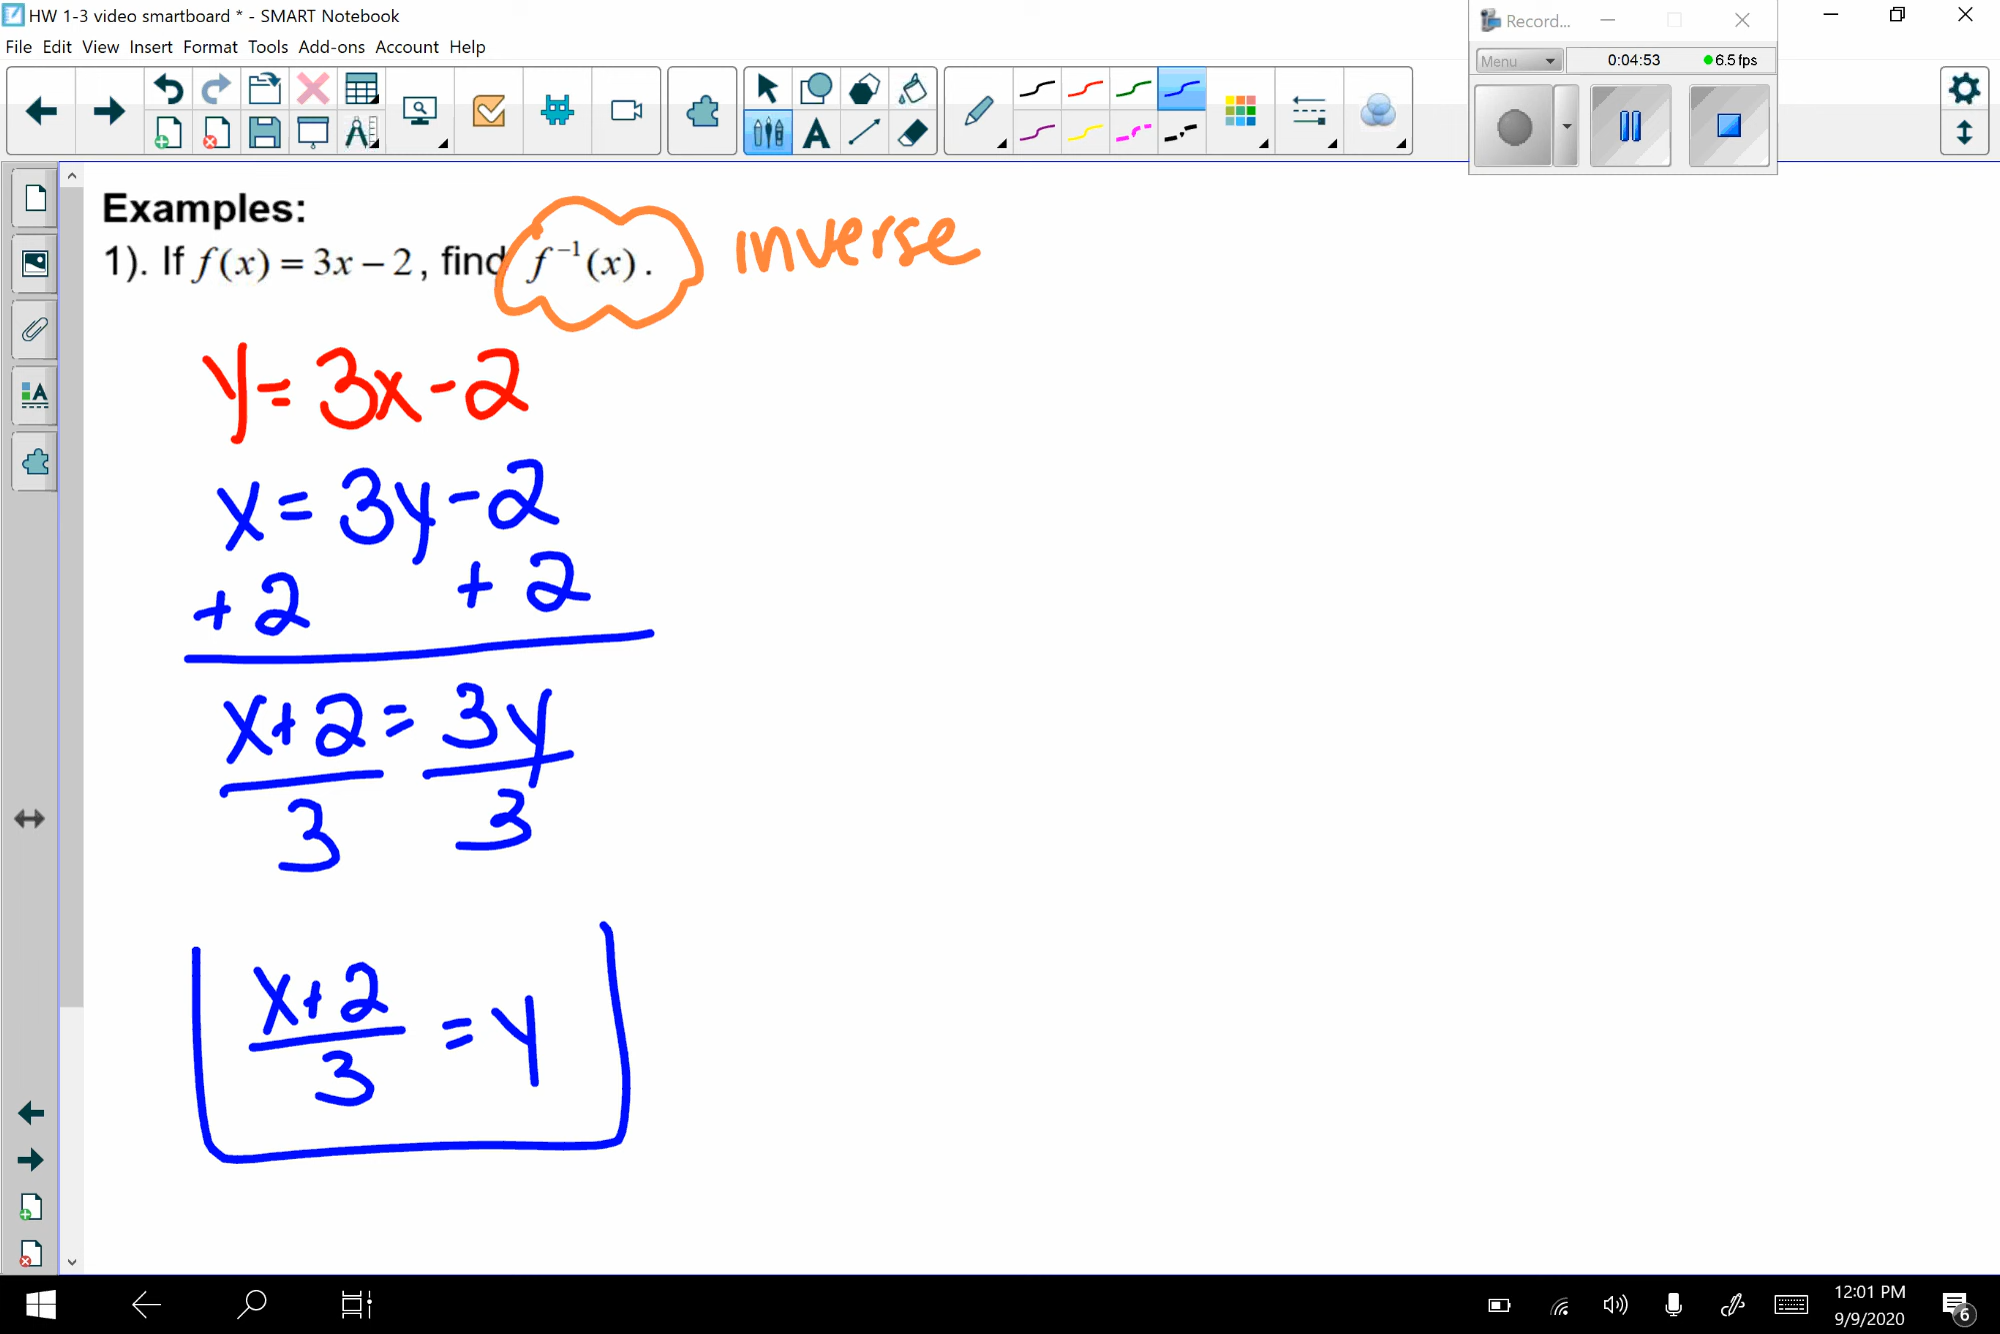 HW 1-3 video smartboard * - SMART Notebook
File Edit View Insert Format Tools Add-ons Account Help
Record...
Menu 0:04:53 6.5 fps
Examples:
1). If f(x) = 3x – 2, find f⁻¹(x).
inverse
y = 3x - 2
x = 3y - 2
+ 2 + 2
x+2 = 3y
3 3
x+2
3 = y
12:01 PM
9/9/2020
6